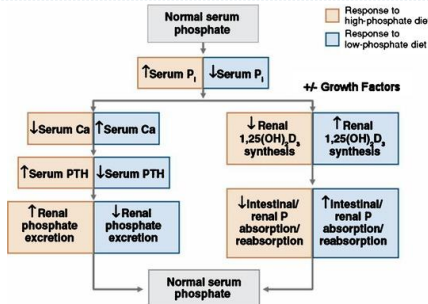 Normal serum
phosphate
Response to
high-phosphate die
Response to
low-phosphate diet
↑Serum Pi
↓Serum Pi
+/- Growth Factors
↓Serum Ca
↑Serum Ca
↑Serum PTH
↓Serum PTH
↑Renal
phosphate
excretion
↓Renal
phosphate
excretion
↓Renal
1,25(OH)2D3
synthesis
↑Renal
1,25(OH)2D3
synthesis
↓Intestinal/
renal P
absorption/
reabsorption
↑Intestinal/
renal P
absorption/
reabsorption
Normal serum
phosphate